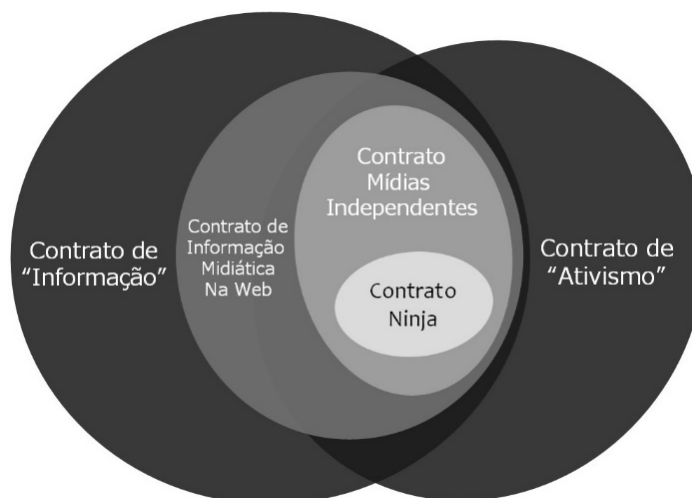 Contrato de
“Informação”
Contrato de
Informação
Midiática
Na Web
Contrato
Mídias
Independentes
Contrato
Ninja
Contrato de
“Ativismo”